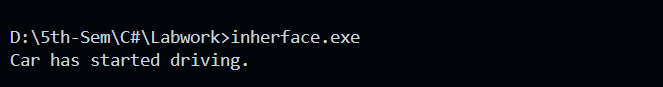 D:\5th-Sem\C#\Labwork>inherface.exe
Car has started driving.